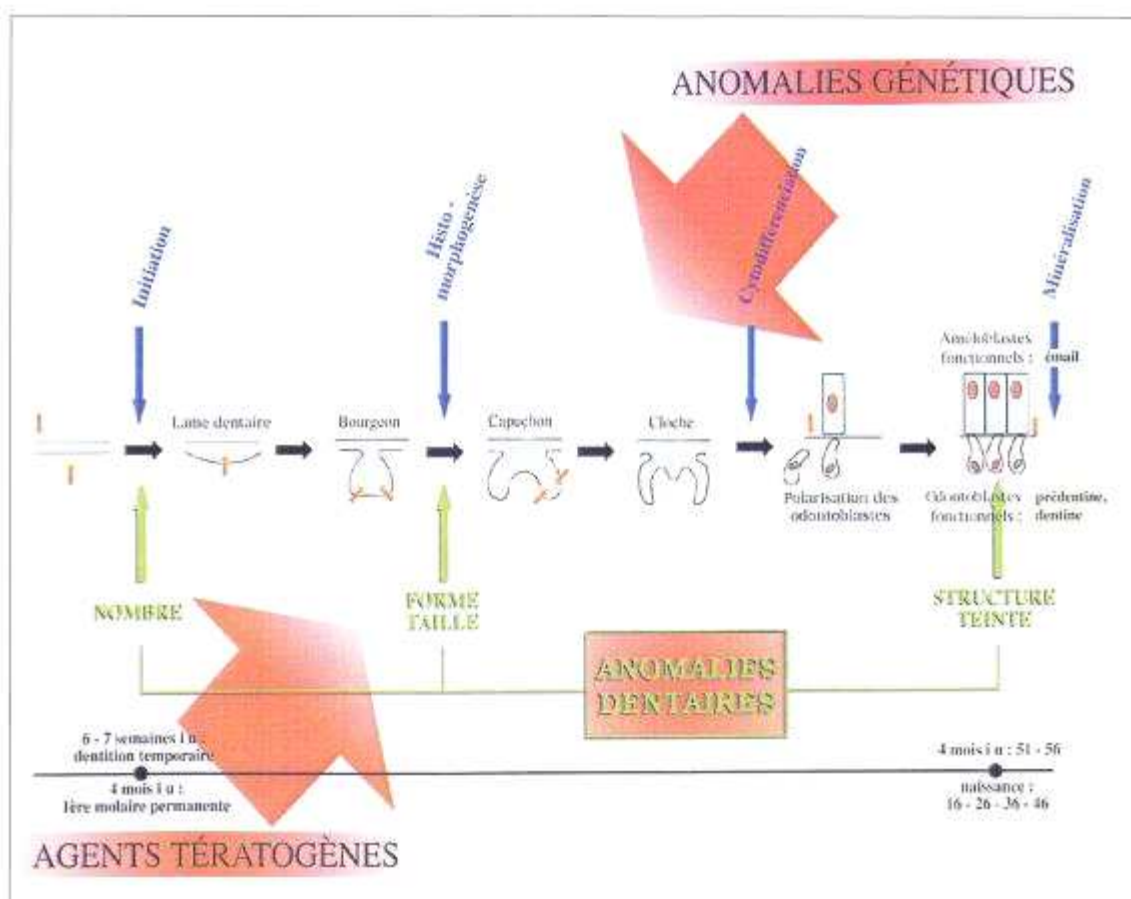 ANOMALIES GÉNÉTIQUES
Initiation
Histo -
morphogenèse
Cytodifférenciation
Minéralisation
Lame dentaire
Bourgeon
Capuchon
Cloche
Polarisation des
odontoblastes
Améloblastes
fonctionnels : émail
Odontoblastes
fonctionnels :
prédentine,
dentine
NOMBRE
FORME
TAILLE
STRUCTURE
TEINTE
ANOMALIES
DENTAIRES
6 - 7 semaines i u :
dentition temporaire
4 mois i u :
1ère molaire permanente
4 mois i u : 51 - 56
naissance :
16 - 26 - 36 - 46
AGENTS TÉRATOGÈNES